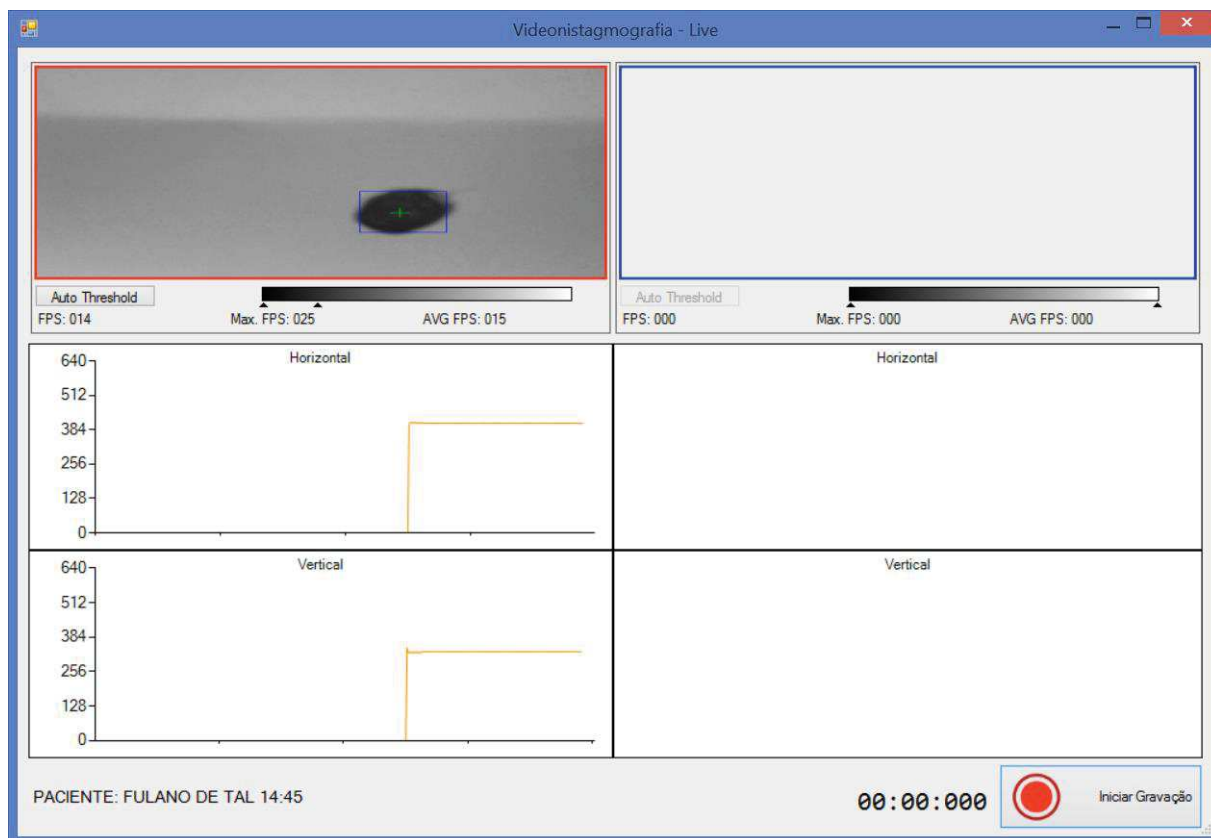 Videonistagmografia - Live
Auto Threshold
FPS: 014 Max. FPS: 025 AVG FPS: 015
Auto Threshold
FPS: 000 Max. FPS: 000 AVG FPS: 000
Horizontal
640
512
384
256
128
0
Horizontal
Vertical
640
512
384
256
128
0
Vertical
PACIENTE: FULANO DE TAL 14:45
00:00:000
Iniciar Gravação